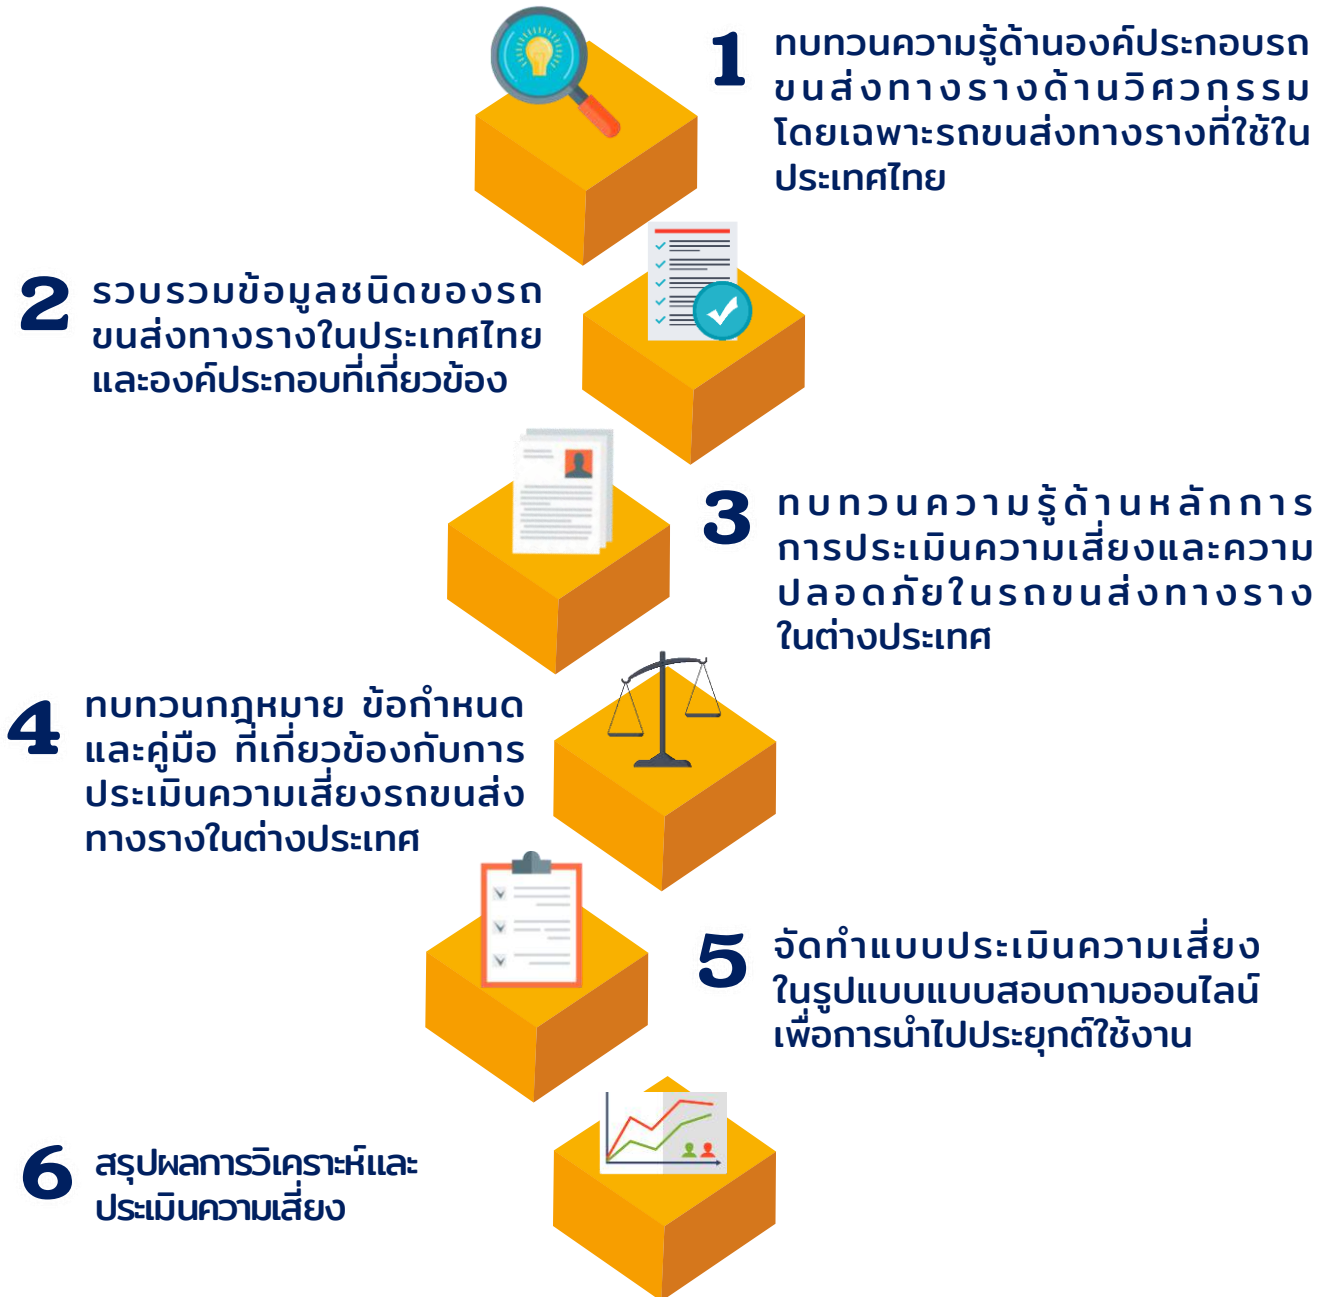 1
ทบทวนความรู้ด้านองค์ประกอบรถ
ขนส่งทางรางด้านวิศวกรรม
โดยเฉพาะรถขนส่งทางรางที่ใช้ใน
ประเทศไทย
2
รวบรวมข้อมูลชนิดของรถ
ขนส่งทางรางในประเทศไทย
และองค์ประกอบที่เกี่ยวข้อง
3
ทบทวนความรู้ด้านหลักการ
การประเมินความเสี่ยงและความ
ปลอดภัยในรถขนส่งทางราง
ในต่างประเทศ
4
ทบทวนกฎหมาย ข้อกำหนด
และคู่มือ ที่เกี่ยวข้องกับการ
ประเมินความเสี่ยงรถขนส่ง
ทางรางในต่างประเทศ
5
จัดทำแบบประเมินความเสี่ยง
ในรูปแบบแบบสอบถามออนไลน์
เพื่อการนำไปประยุกต์ใช้งาน
6
สรุปผลการวิเคราะห์และ
ประเมินความเสี่ยง